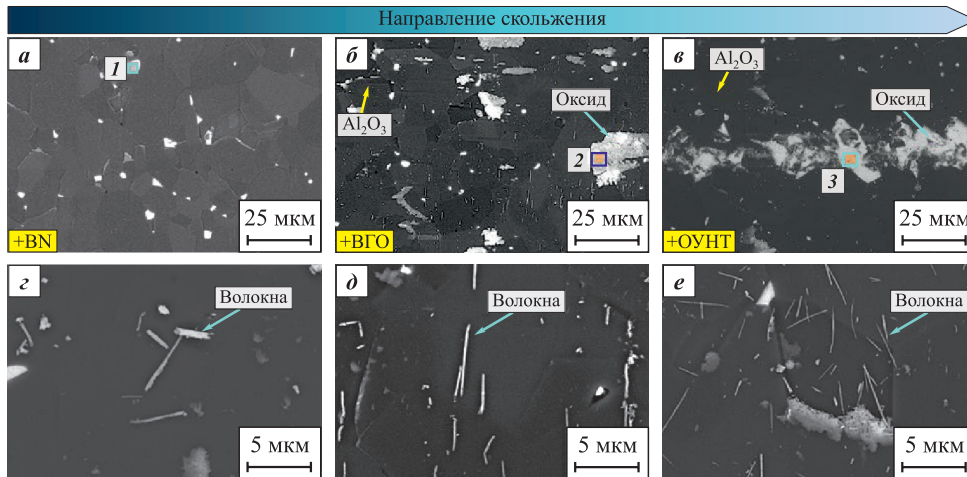 Направление скольжения
а
1
25 мкм
+BN
б
Al₂O₃
Оксид
2
25 мкм
+ВГО
в
Al₂O₃
Оксид
3
25 мкм
+ОУНТ
г
Волокна
5 мкм
д
Волокна
5 мкм
е
Волокна
5 мкм